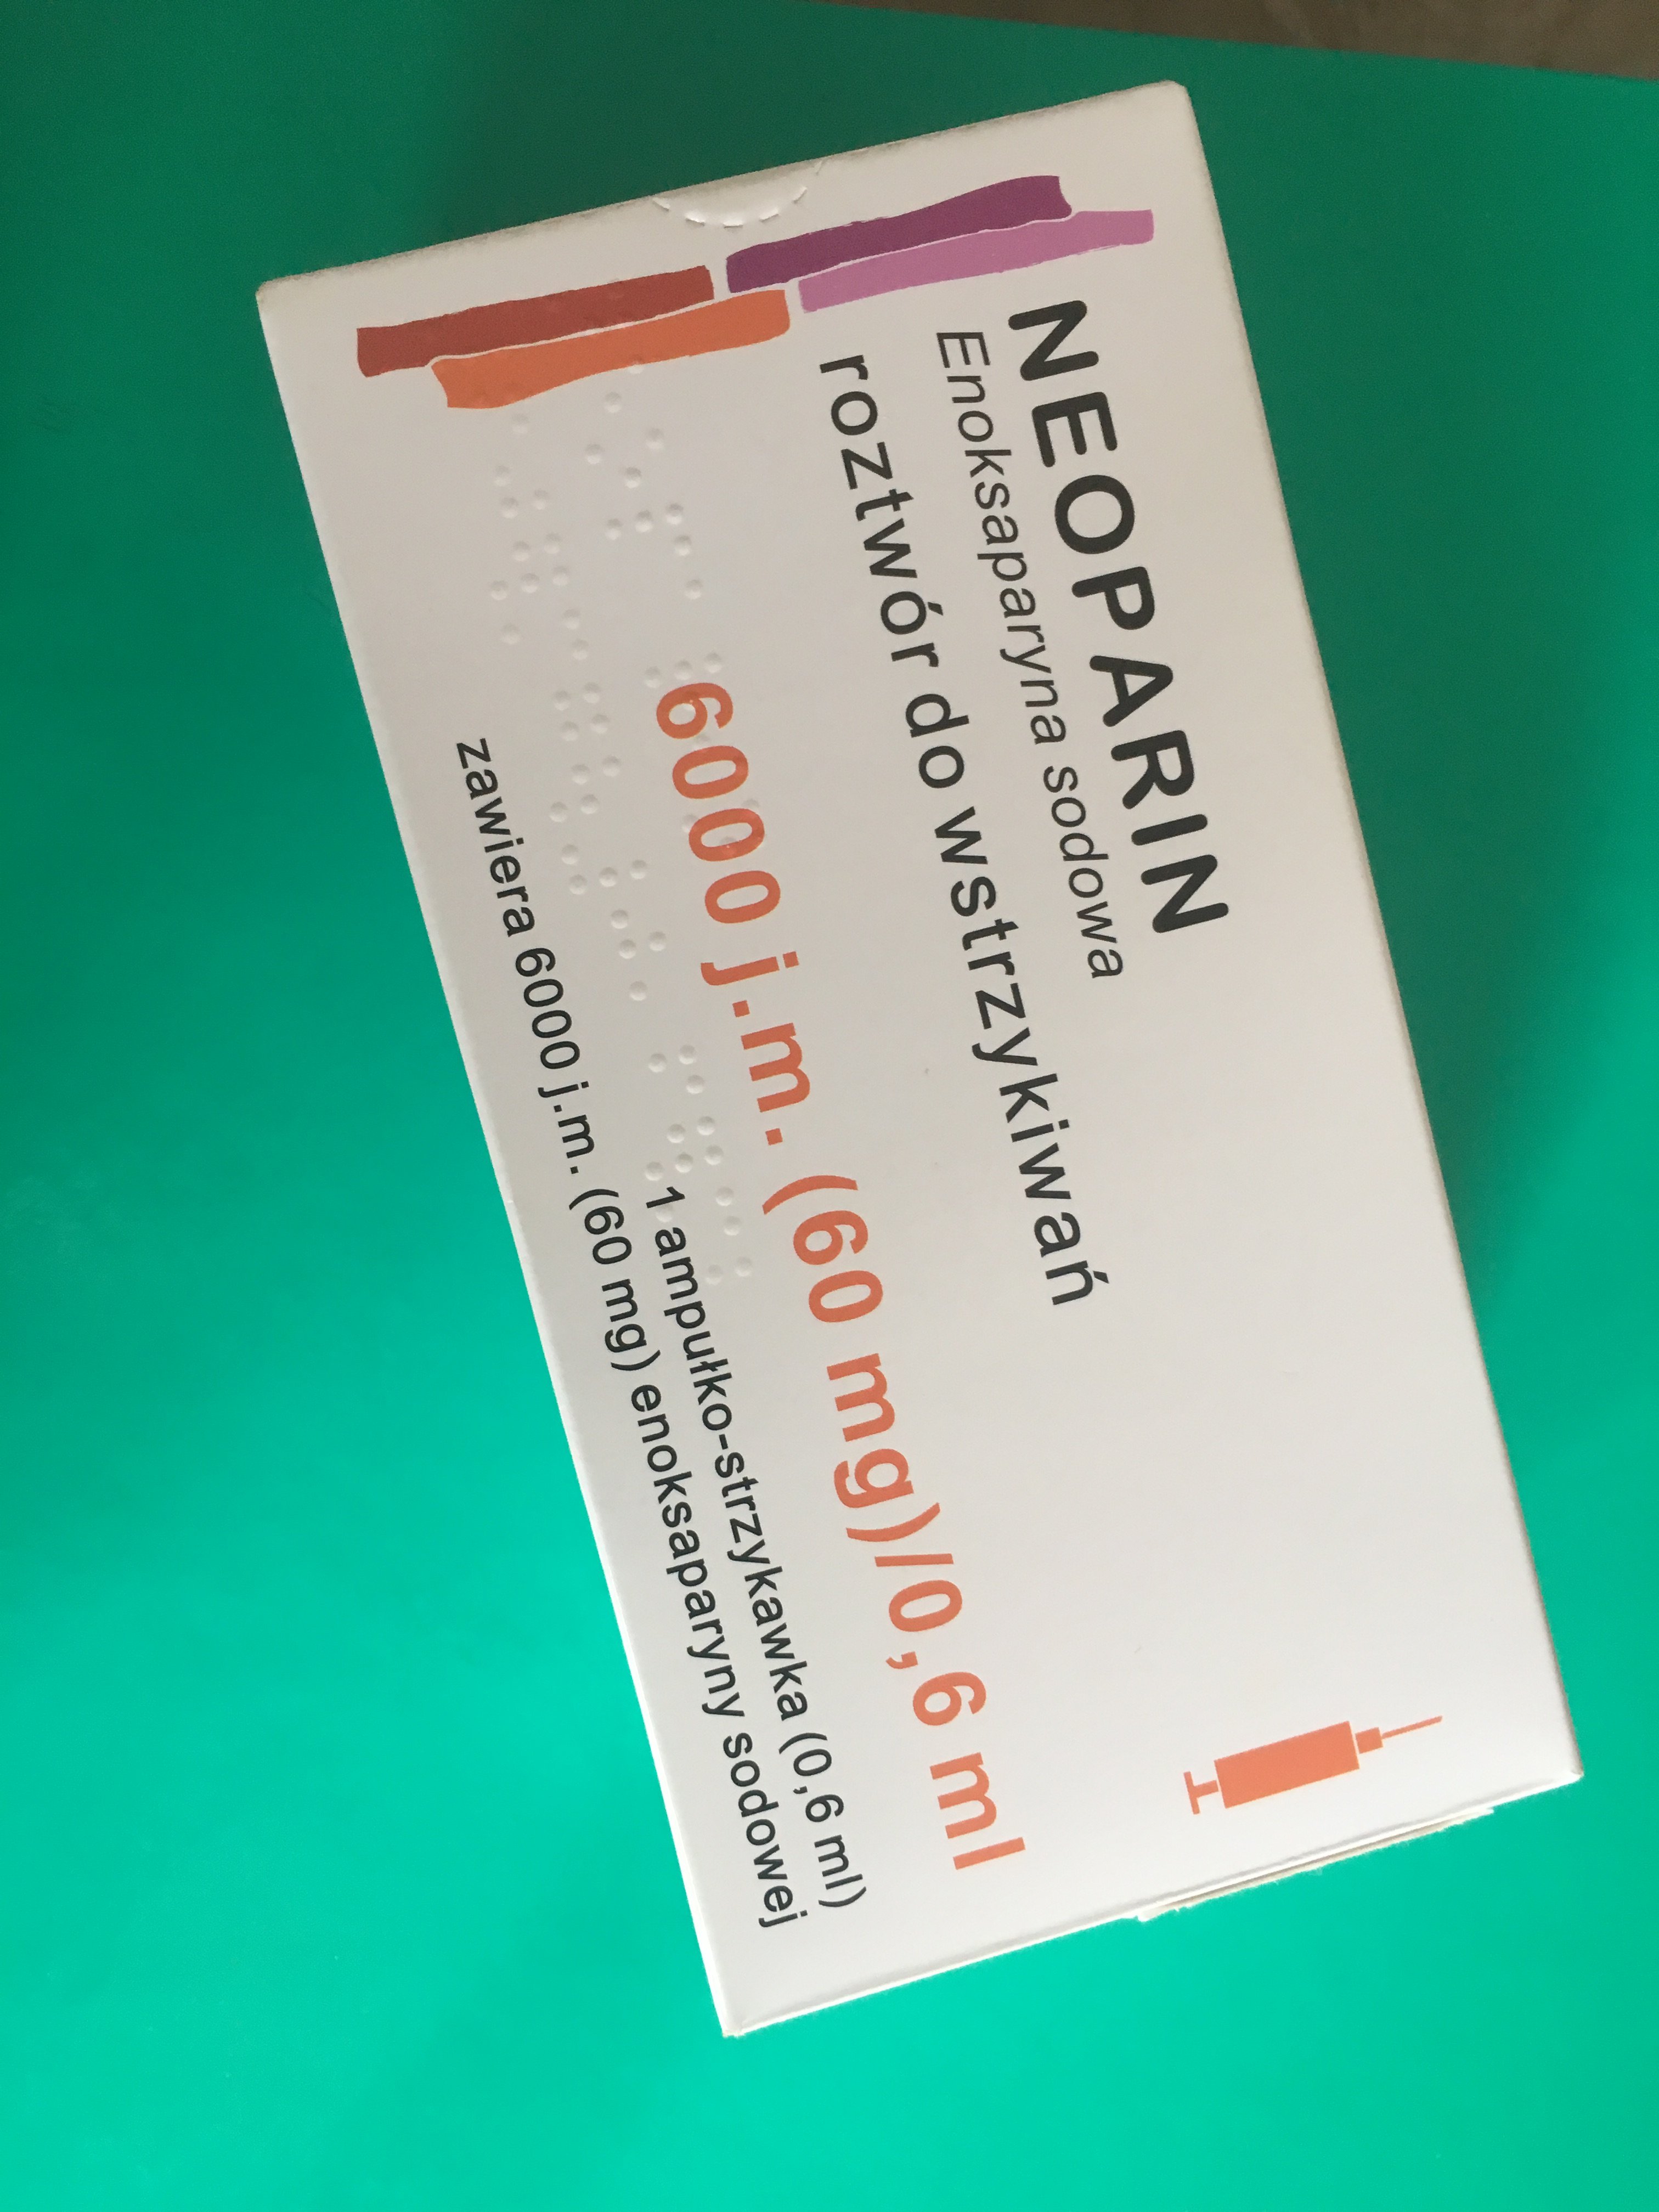 NEOPARIN
Enoksaparyna sodowa
roztwór do wstrzykiwań
6000 j.m. (60 mg)/0,6 ml
1 ampułko-strzykawka (0,6 ml)
zawiera 6000 j.m. (60 mg) enoksaparyny sodowej